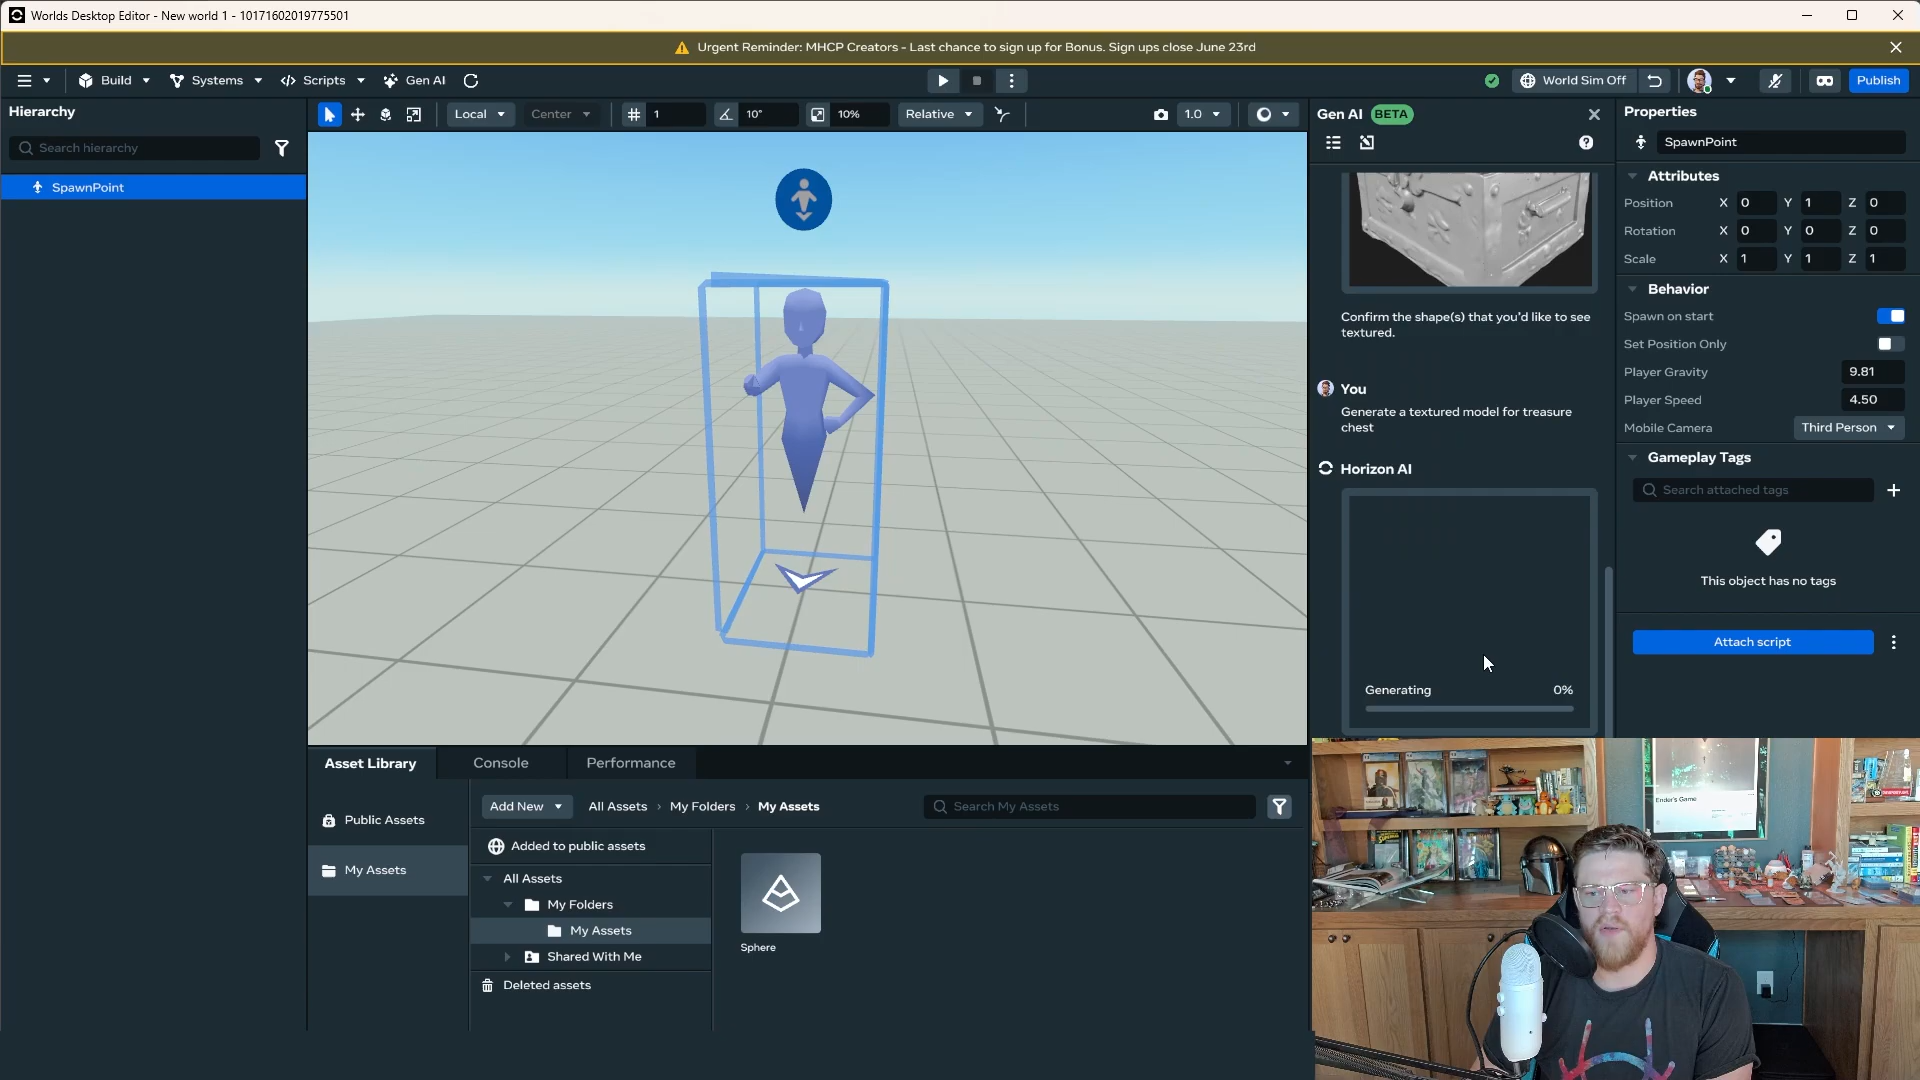 Worlds Desktop Editor - New world 1 - 10171602019775501
Urgent Reminder: MHCP Creators - Last chance to sign up for Bonus. Sign ups close June 23rd
Build
Systems
Scripts
Gen AI
World Sim Off
Publish
Hierarchy
Search hierarchy
SpawnPoint
Local
Center
1
10°
10%
Relative
1.0
Gen AI BETA
Confirm the shape(s) that you'd like to see
textured.
You
Generate a textured model for treasure
chest
Horizon AI
Generating 0%
Properties
SpawnPoint
Attributes
Position X 0 Y 1 Z 0
Rotation X 0 Y 0 Z 0
Scale X 1 Y 1 Z 1
Behavior
Spawn on start
Set Position Only
Player Gravity 9.81
Player Speed 4.50
Mobile Camera Third Person
Gameplay Tags
Search attached tags
This object has no tags
Attach script
Asset Library
Console
Performance
Public Assets
My Assets
Add New
All Assets › My Folders › My Assets
Search My Assets
Added to public assets
All Assets
My Folders
My Assets
Shared With Me
Deleted assets
Sphere
Ender's Game